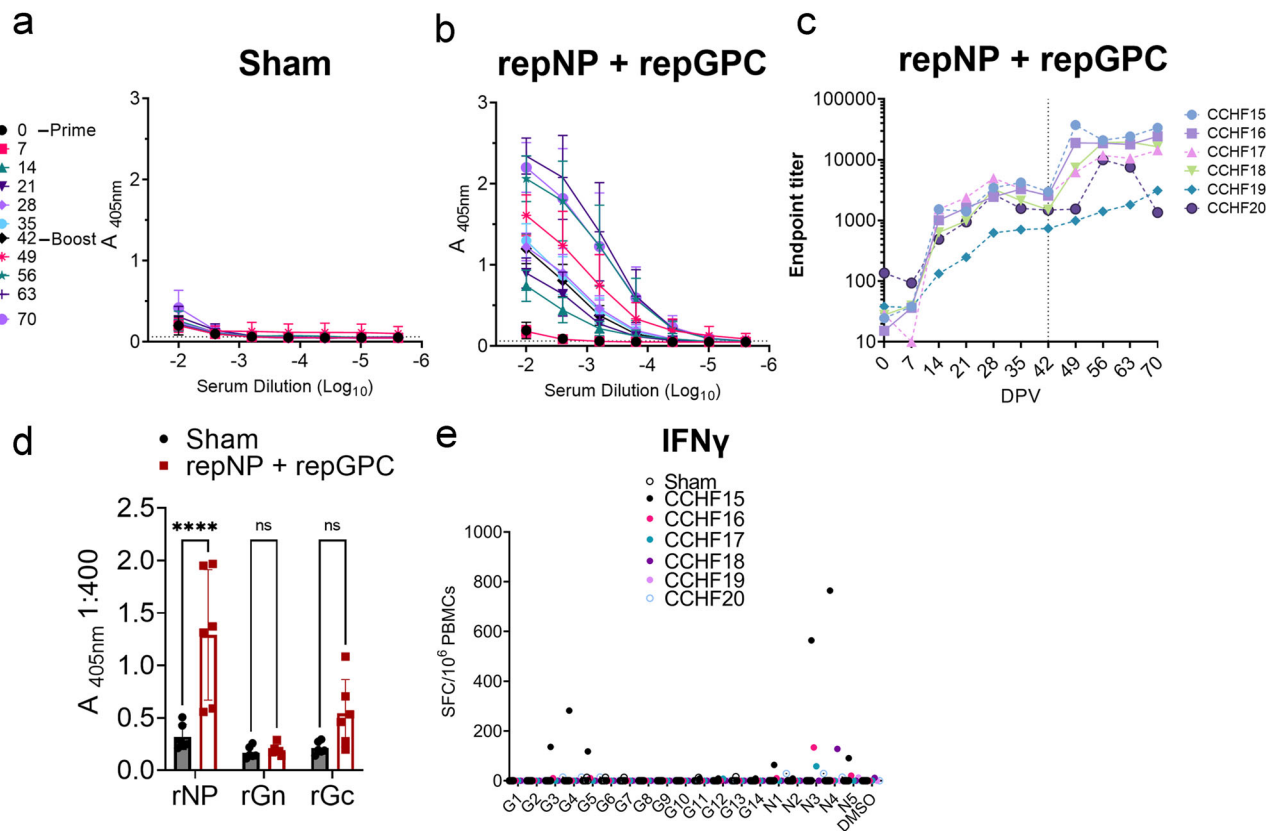 a
Sham
0 –Prime
7
14
21
28
35
42 –Boost
49
56
63
70
A 405nm
3
2
1
0
-2 -3 -4 -5 -6
Serum Dilution (Log10)
b
repNP + repGPC
A 405nm
3
2
1
0
-2 -3 -4 -5 -6
Serum Dilution (Log10)
c
repNP + repGPC
Endpoint titer
100000
10000
1000
100
10
0 7 14 21 28 35 42 49 56 63 70
DPV
CCHF15
CCHF16
CCHF17
CCHF18
CCHF19
CCHF20
d
Sham
repNP + repGPC
A 405nm 1:400
2.5
2.0
1.5
1.0
0.5
0.0
**** ns ns
rNP rGn rGc
e
IFNγ
Sham
CCHF15
CCHF16
CCHF17
CCHF18
CCHF19
CCHF20
SFC/10⁶ PBMCs
1000
800
600
400
200
0
G1 G2 G3 G4 G5 G6 G7 G8 G9 G10 G11 G12 G13 G14 N1 N2 N3 N4 N5 DMSO